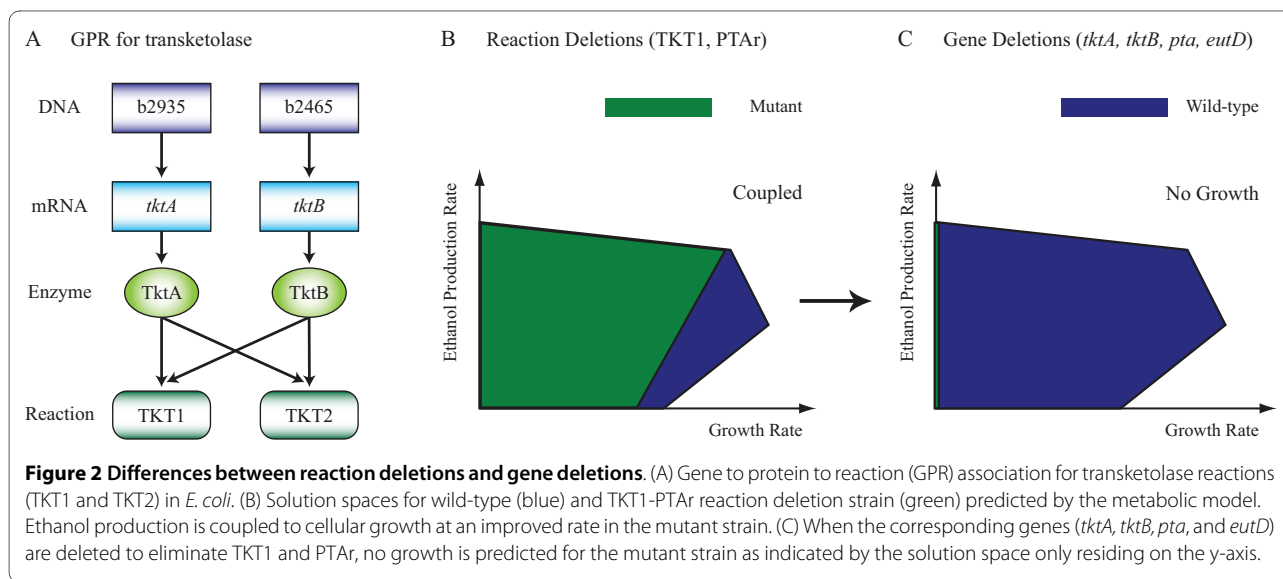 A GPR for transketolase
DNA
b2935
b2465
mRNA
tktA
tktB
Enzyme
TktA
TktB
Reaction
TKT1
TKT2
B Reaction Deletions (TKT1, PTAr)
Mutant
Coupled
Ethanol Production Rate
Growth Rate
C Gene Deletions (tktA, tktB, pta, eutD)
Wild-type
No Growth
Ethanol Production Rate
Growth Rate
Figure 2 Differences between reaction deletions and gene deletions. (A) Gene to protein to reaction (GPR) association for transketolase reactions
(TKT1 and TKT2) in E. coli. (B) Solution spaces for wild-type (blue) and TKT1-PTAr reaction deletion strain (green) predicted by the metabolic model.
Ethanol production is coupled to cellular growth at an improved rate in the mutant strain. (C) When the corresponding genes (tktA, tktB, pta, and eutD)
are deleted to eliminate TKT1 and PTAr, no growth is predicted for the mutant strain as indicated by the solution space only residing on the y-axis.